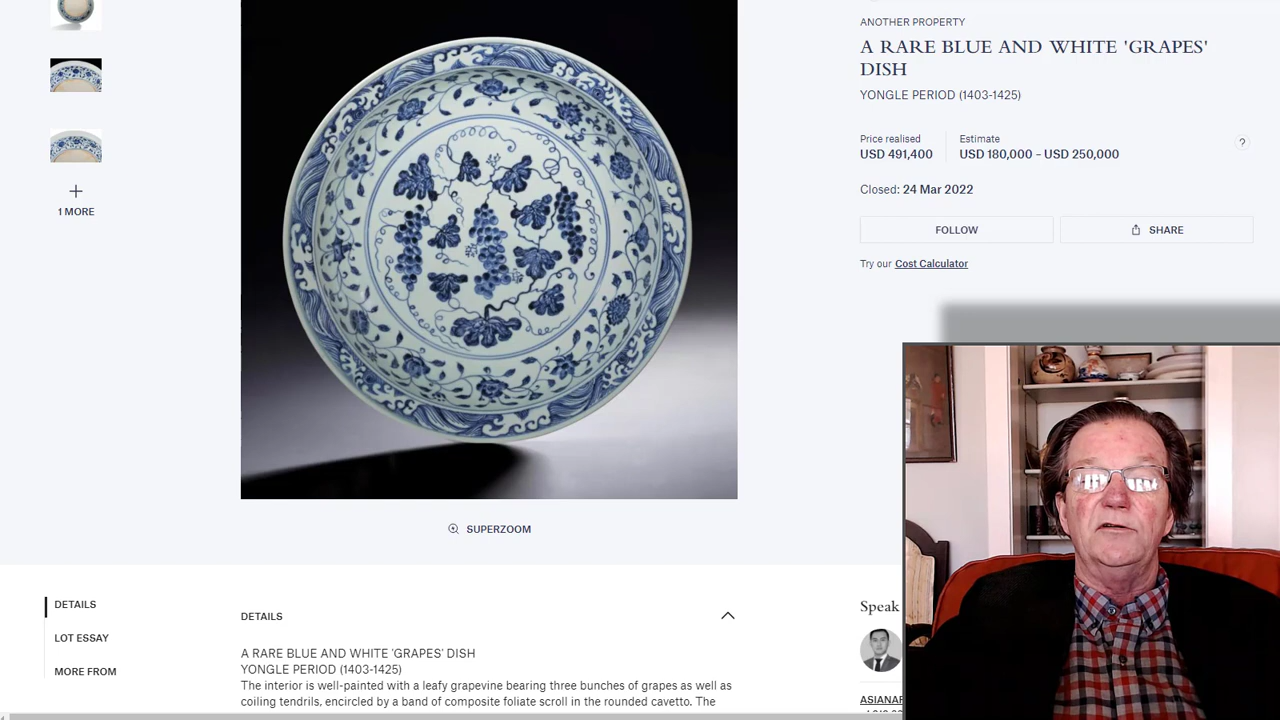 ANOTHER PROPERTY
A RARE BLUE AND WHITE 'GRAPES'
DISH
YONGLE PERIOD (1403-1425)
Price realised
USD 491,400
Estimate
USD 180,000 – USD 250,000
?
Closed: 24 Mar 2022
FOLLOW
SHARE
Try our Cost Calculator
1 MORE
SUPERZOOM
DETAILS
LOT ESSAY
MORE FROM
DETAILS
A RARE BLUE AND WHITE 'GRAPES' DISH
YONGLE PERIOD (1403-1425)
The interior is well-painted with a leafy grapevine bearing three bunches of grapes as well as
coiling tendrils, encircled by a band of composite foliate scroll in the rounded cavetto. The
Speak